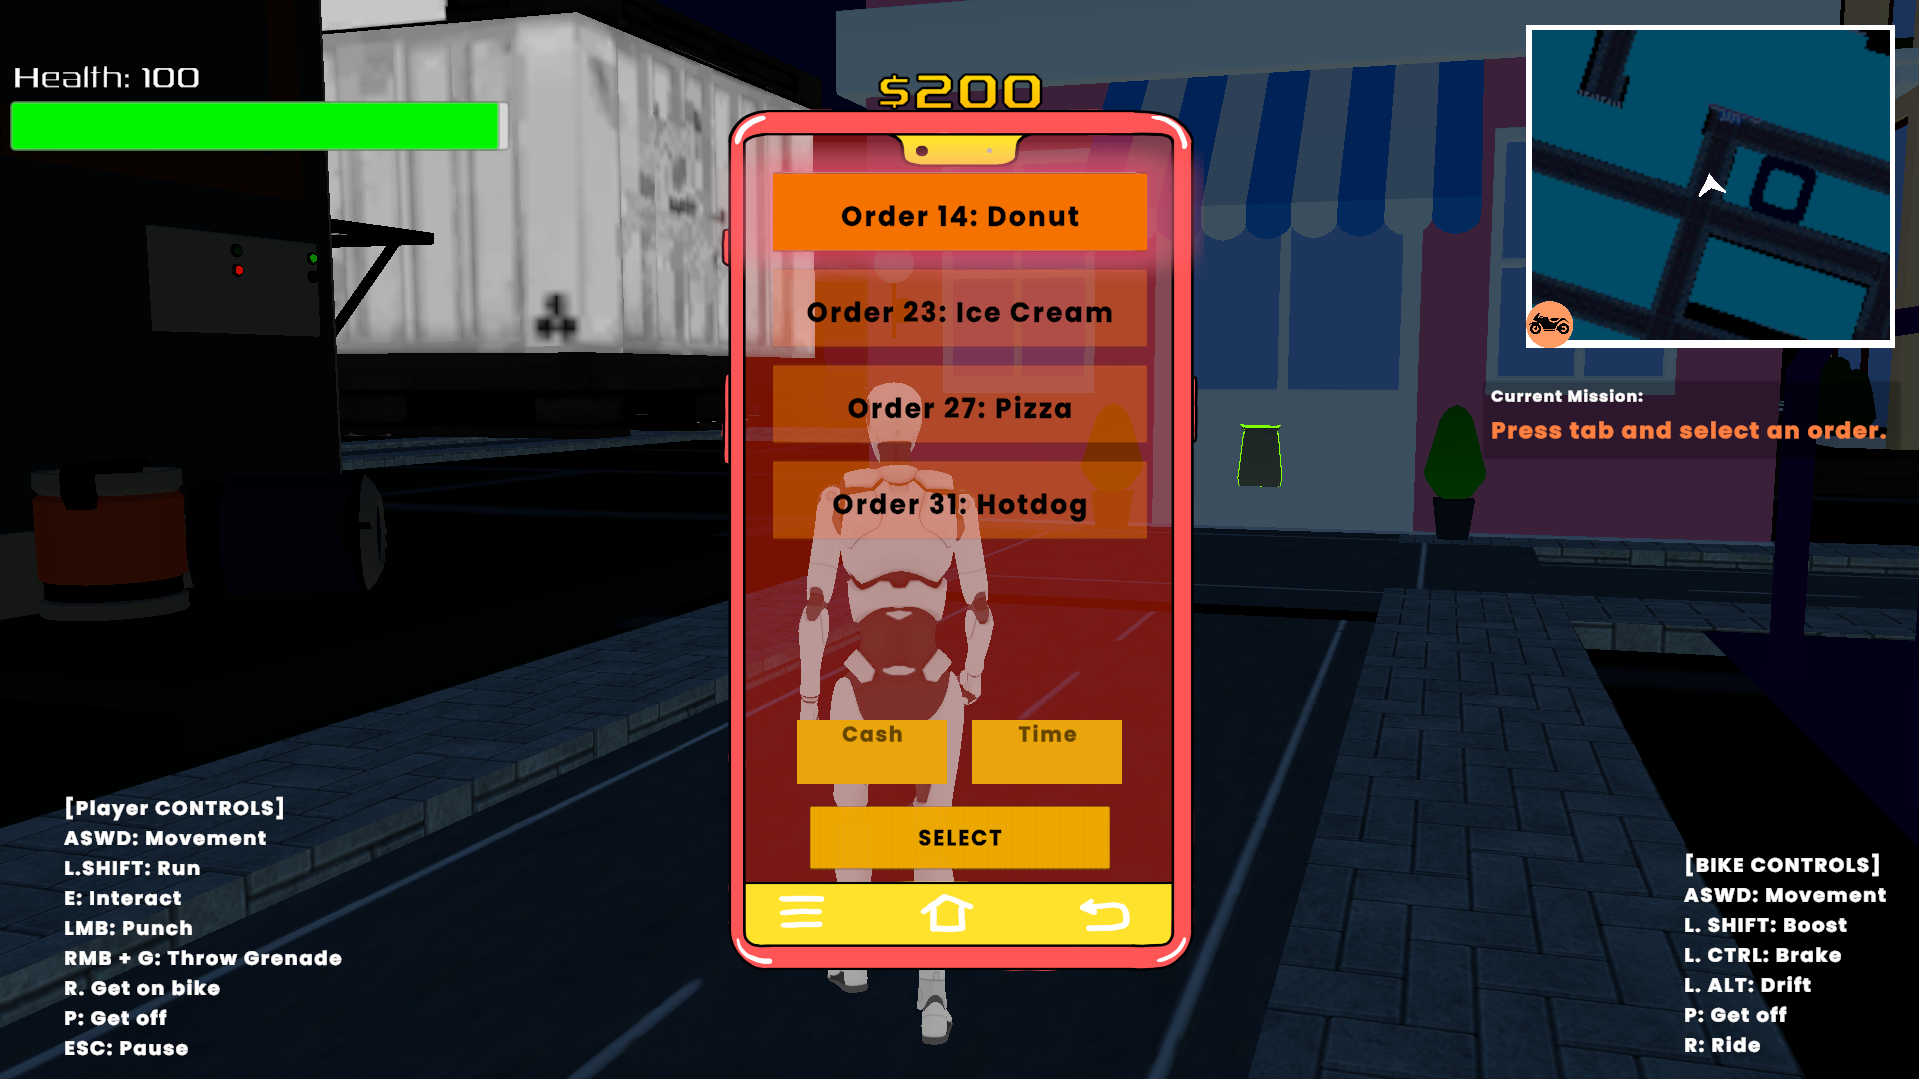 Health: 100
$200
Order 14: Donut
Order 23: Ice Cream
Order 27: Pizza
Order 31: Hotdog
Cash
Time
SELECT
Current Mission:
Press tab and select an order.
[Player CONTROLS]
ASWD: Movement
L.SHIFT: Run
E: Interact
LMB: Punch
RMB + G: Throw Grenade
R. Get on bike
P: Get off
ESC: Pause
[BIKE CONTROLS]
ASWD: Movement
L. SHIFT: Boost
L. CTRL: Brake
L. ALT: Drift
P: Get off
R: Ride